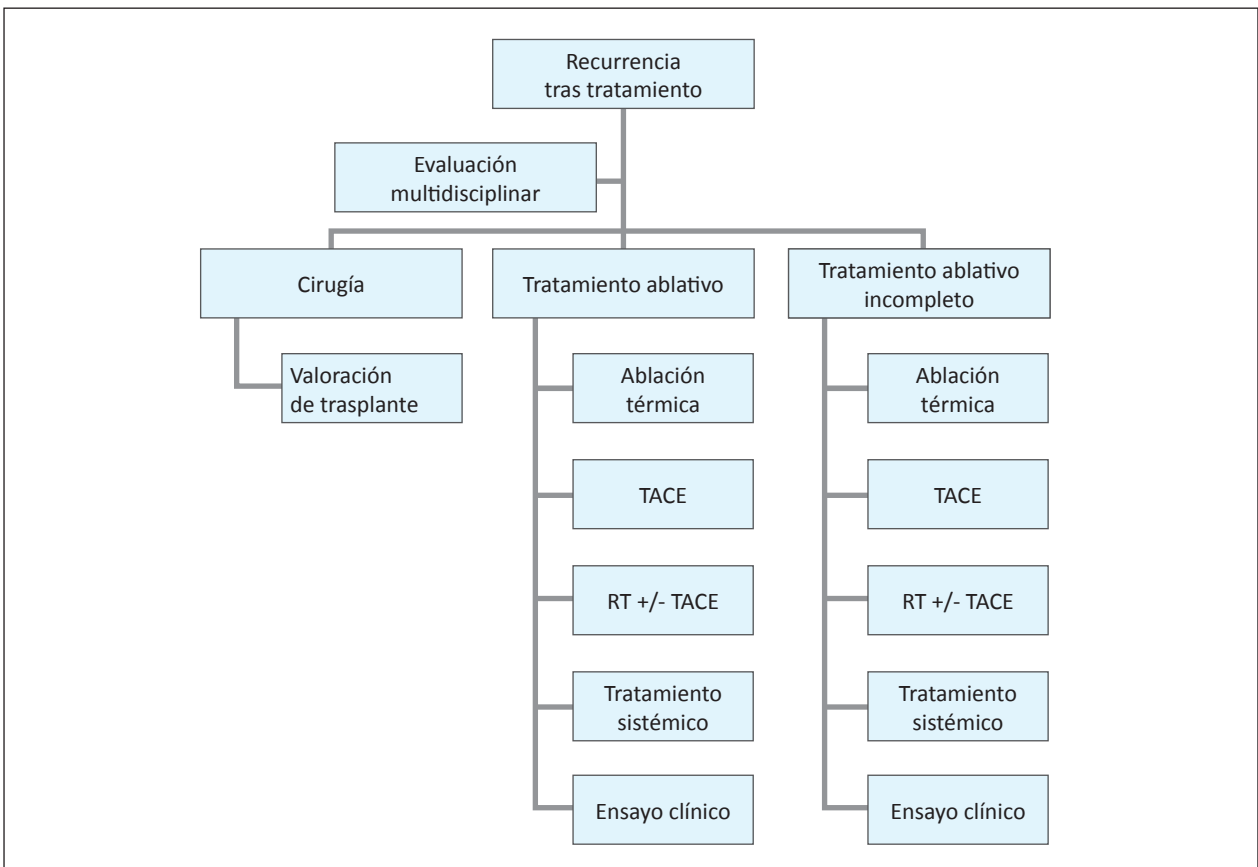 Recurrencia
tras tratamiento
Evaluación
multidisciplinar
Cirugía
Valoración
de trasplante
Tratamiento ablativo
Ablación
térmica
TACE
RT +/- TACE
Tratamiento
sistémico
Ensayo clínico
Tratamiento ablativo
incompleto
Ablación
térmica
TACE
RT +/- TACE
Tratamiento
sistémico
Ensayo clínico